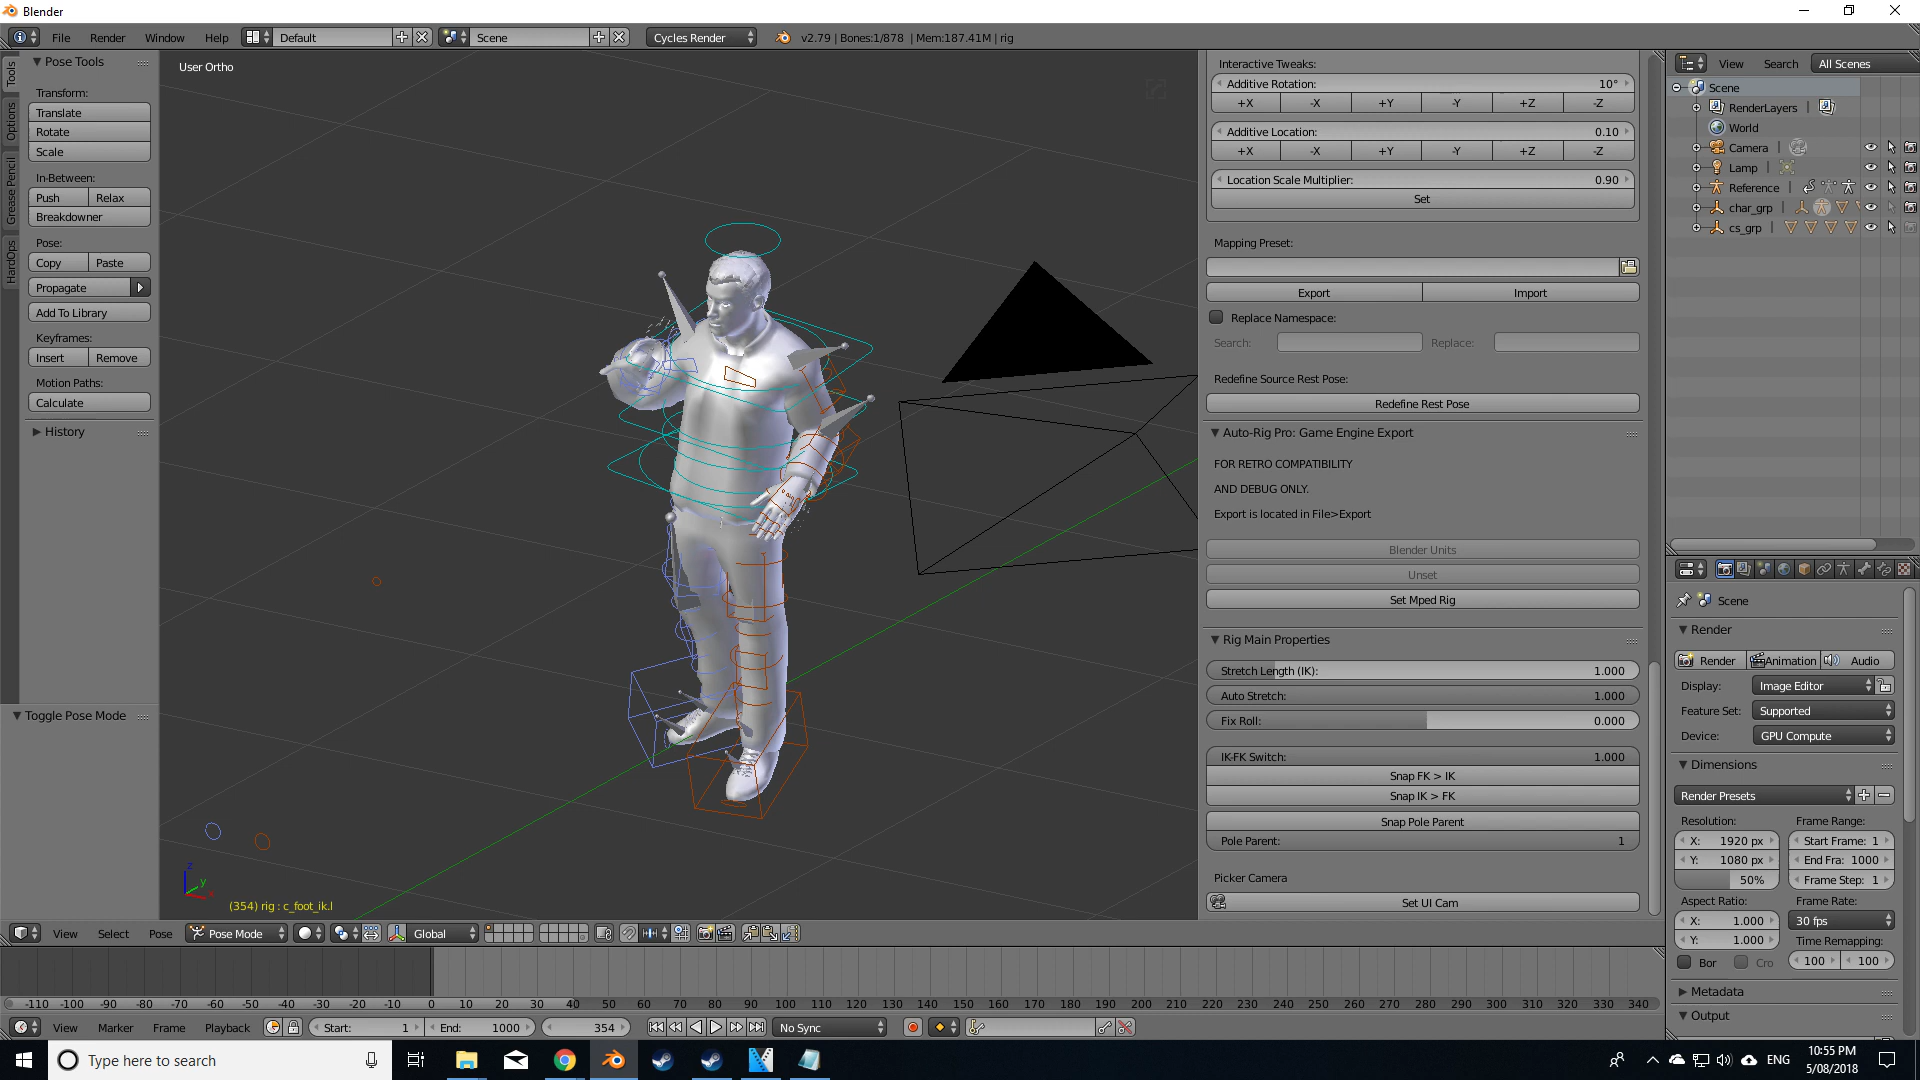 Blender
File Render Window Help Default Scene Cycles Render v2.79 | Bones:1/878 | Mem:187.41M | rig
Tools
Options
Grease Pencil
HardOps
Pose Tools
Transform:
Translate
Rotate
Scale
In-Between:
Push Relax
Breakdowner
Pose:
Copy Paste
Propagate
Add To Library
Keyframes:
Insert Remove
Motion Paths:
Calculate
History
Toggle Pose Mode
User Ortho
z
y
x
(354) rig : c_foot_ik.l
Interactive Tweaks:
Additive Rotation: 10°
+X -X +Y -Y +Z -Z
Additive Location: 0.10
+X -X +Y -Y +Z -Z
Location Scale Multiplier: 0.90
Set
Mapping Preset:
Export Import
Replace Namespace:
Search: Replace:
Redefine Source Rest Pose:
Redefine Rest Pose
Auto-Rig Pro: Game Engine Export
FOR RETRO COMPATIBILITY
AND DEBUG ONLY.
Export is located in File>Export
Blender Units
Unset
Set Mped Rig
Rig Main Properties
Stretch Length (IK): 1.000
Auto Stretch: 1.000
Fix Roll: 0.000
IK-FK Switch: 1.000
Snap FK > IK
Snap IK > FK
Snap Pole Parent
Pole Parent: 1
Picker Camera
Set UI Cam
View Search All Scenes
Scene
RenderLayers |
World
Camera |
Lamp |
Reference |
char_grp |
cs_grp |
Scene
Render
Render Animation Audio
Display: Image Editor
Feature Set: Supported
Device: GPU Compute
Dimensions
Render Presets
Resolution: Frame Range:
X: 1920 px Start Frame: 1
Y: 1080 px End Fra: 1000
50% Frame Step: 1
Aspect Ratio: Frame Rate:
X: 1.000 30 fps
Y: 1.000 Time Remapping:
Bor Cro 100 100
Metadata
Output
View Select Pose Pose Mode Global
-110 -100 -90 -80 -70 -60 -50 -40 -30 -20 -10 0 10 20 30 40 50 60 70 80 90 100 110 120 130 140 150 160 170 180 190 200 210 220 230 240 250 260 270 280 290 300 310 320 330 340
View Marker Frame Playback Start: 1 End: 1000 354 No Sync
Type here to search
ENG
10:55 PM
5/08/2018